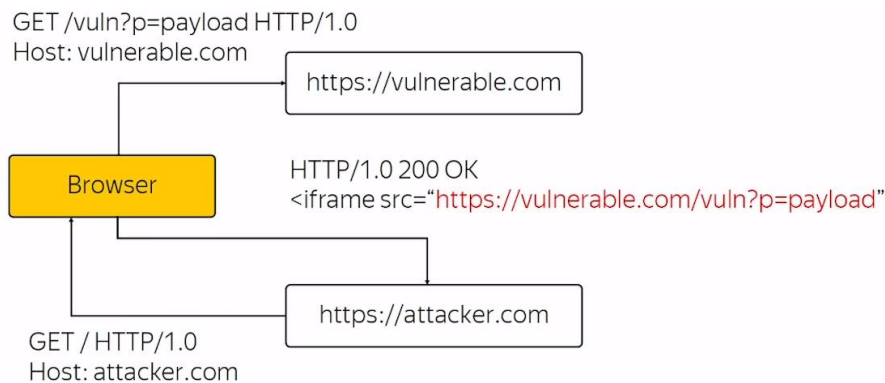 GET /vuln?p=payload HTTP/1.0
Host: vulnerable.com
https://vulnerable.com
Browser
HTTP/1.0 200 OK
<iframe src=“https://vulnerable.com/vuln?p=payload”
https://attacker.com
GET / HTTP/1.0
Host: attacker.com